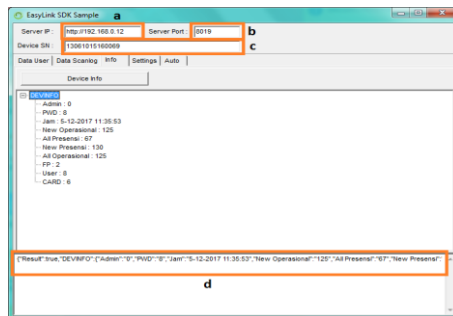 EasyLink SDK Sample
a
Server IP : http://192.168.0.12 Server Port : 8019 b
Device SN : 13061015160069 c
Data User Data Scanlog Info Settings Auto
Device Info
DEVINFO
Admin : 0
PWD : 8
Jam : 5-12-2017 11:35:53
New Operasional : 125
All Presensi : 67
New Presensi : 130
All Operasional : 125
FP : 2
User : 8
CARD : 6
{"Result":true,"DEVINFO":{"Admin":"0","PWD":"8","Jam":"5-12-2017 11:35:53","New Operasional":"125","All Presensi":"67","New Presensi":
d